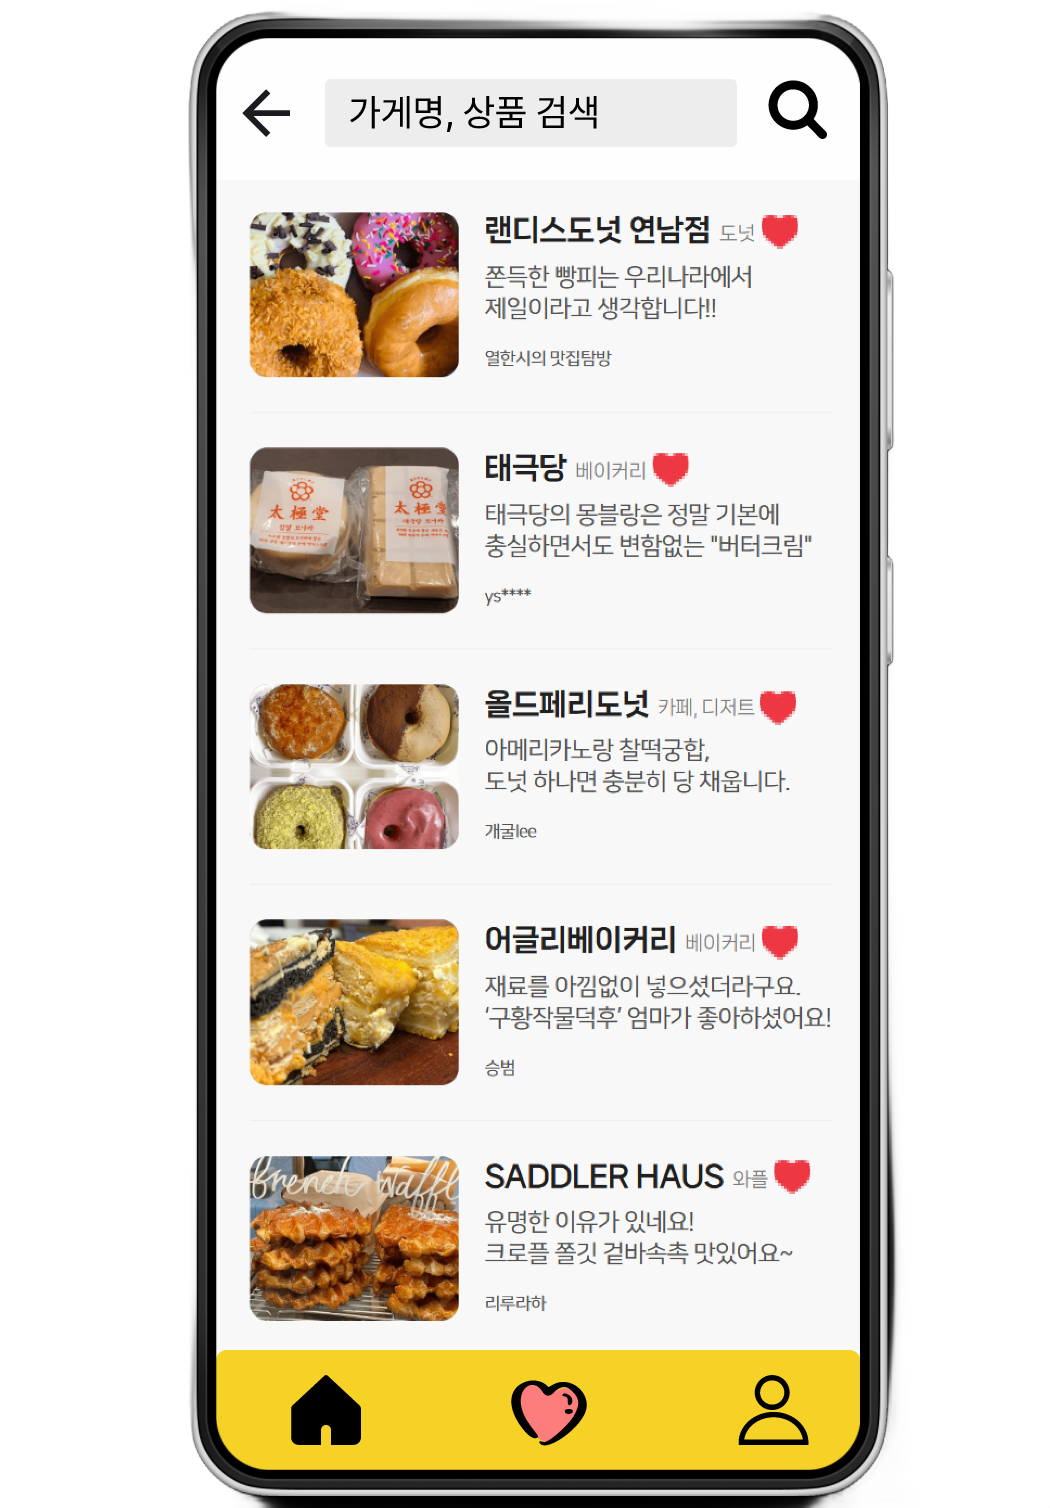 가게명, 상품 검색
랜디스도넛 연남점 도넛
쫀득한 빵피는 우리나라에서
제일이라고 생각합니다!!
열한시의 맛집탐방
太極堂
太極堂
태극당 베이커리
태극당의 몽블랑은 정말 기본에
충실하면서도 변함없는 "버터크림"
ys****
올드페리도넛 카페, 디저트
아메리카노랑 찰떡궁합,
도넛 하나면 충분히 당 채웁니다.
개굴lee
어글리베이커리 베이커리
재료를 아낌없이 넣으셨더라구요.
‘구황작물덕후’ 엄마가 좋아하셨어요!
승범
french waffl
SADDLER HAUS 와플
유명한 이유가 있네요!
크로플 쫄깃 겉바속촉 맛있어요~
리루라하